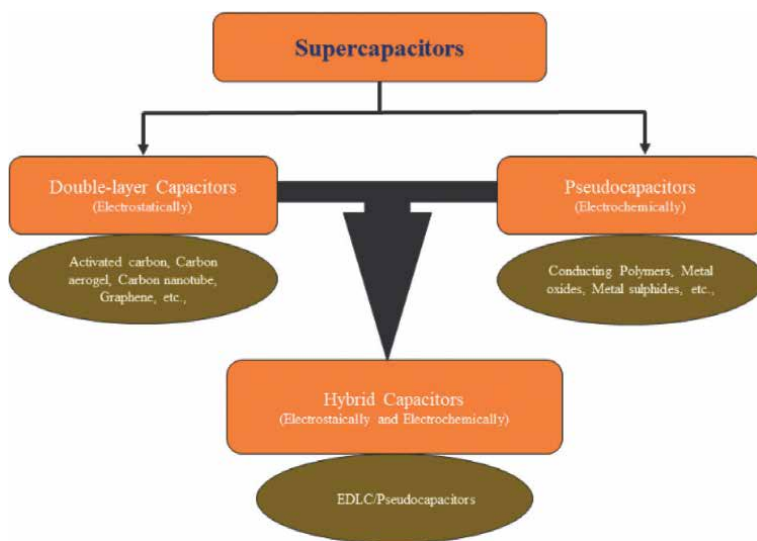 Supercapacitors
Double-layer Capacitors
(Electrostatically)
Pseudocapacitors
(Electrochemically)
Activated carbon, Carbon
aerogel, Carbon nanotube,
Graphene, etc.,
Conducting Polymers, Metal
oxides, Metal sulphides, etc.,
Hybrid Capacitors
(Electrostaically and Electrochemically)
EDLC/Pseudocapacitors